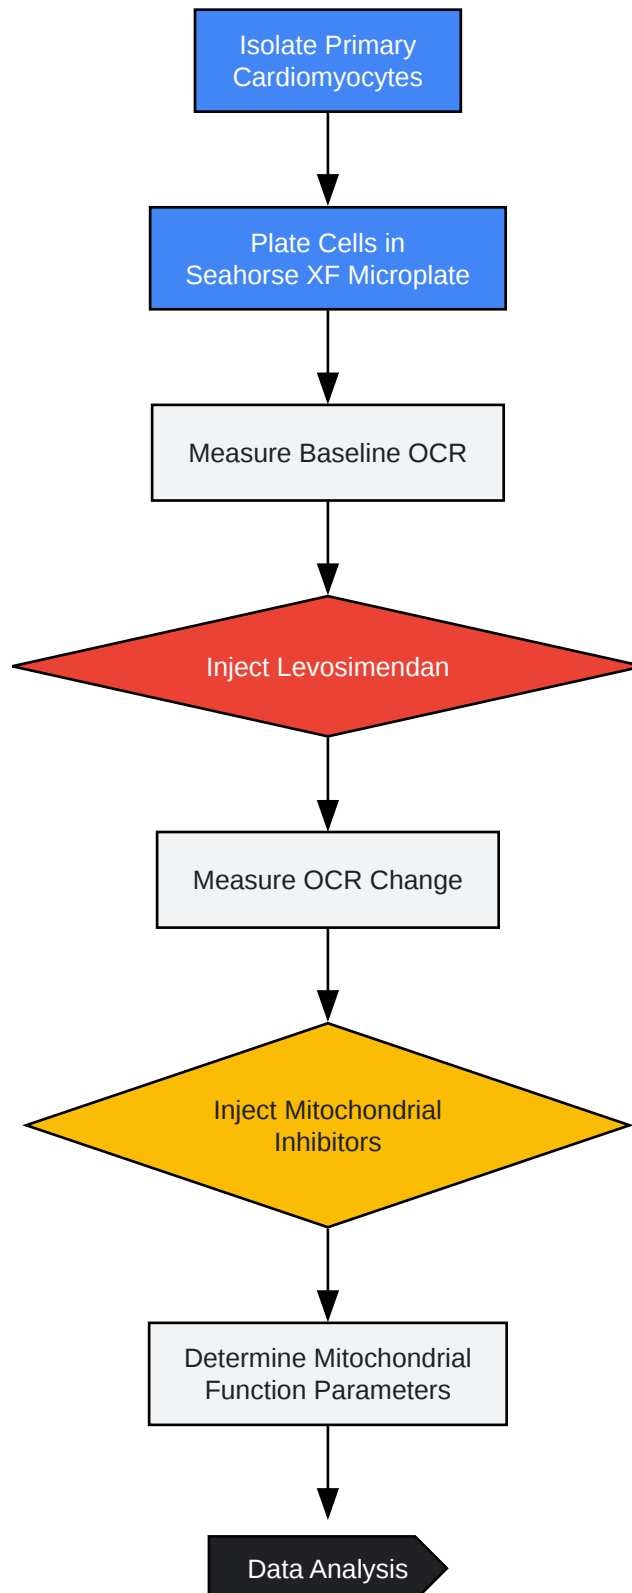 Isolate Primary
Cardiomyocytes
Plate Cells in
Seahorse XF Microplate
Measure Baseline OCR
Inject Levosimendan
Measure OCR Change
Inject Mitochondrial
Inhibitors
Determine Mitochondrial
Function Parameters
Data Analysis